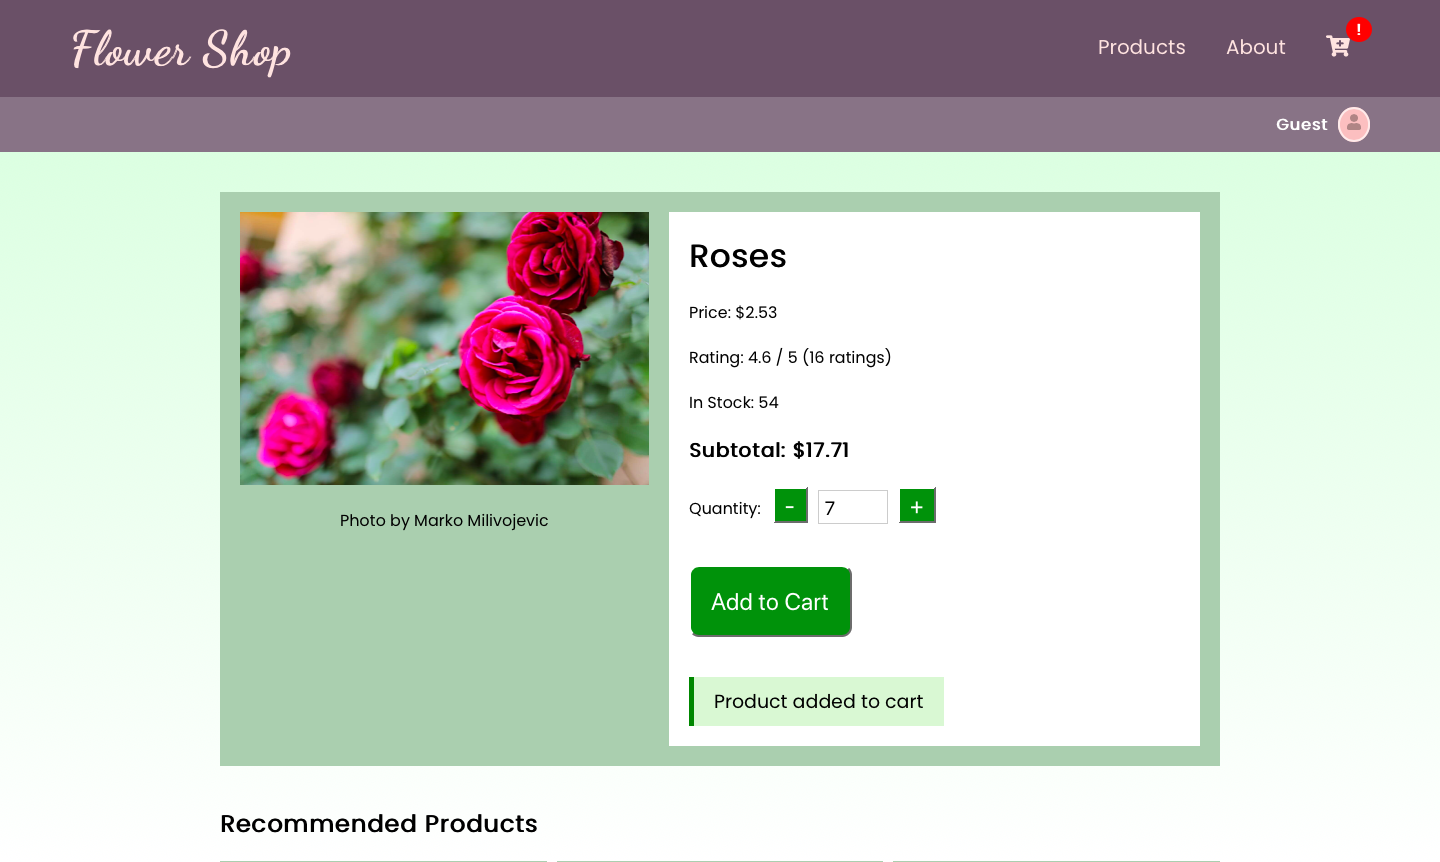 Flower Shop
Products
About
!
Guest
Roses
Price: $2.53
Rating: 4.6 / 5 (16 ratings)
In Stock: 54
Subtotal: $17.71
Quantity: - 7 +
Add to Cart
Product added to cart
Photo by Marko Milivojevic
Recommended Products